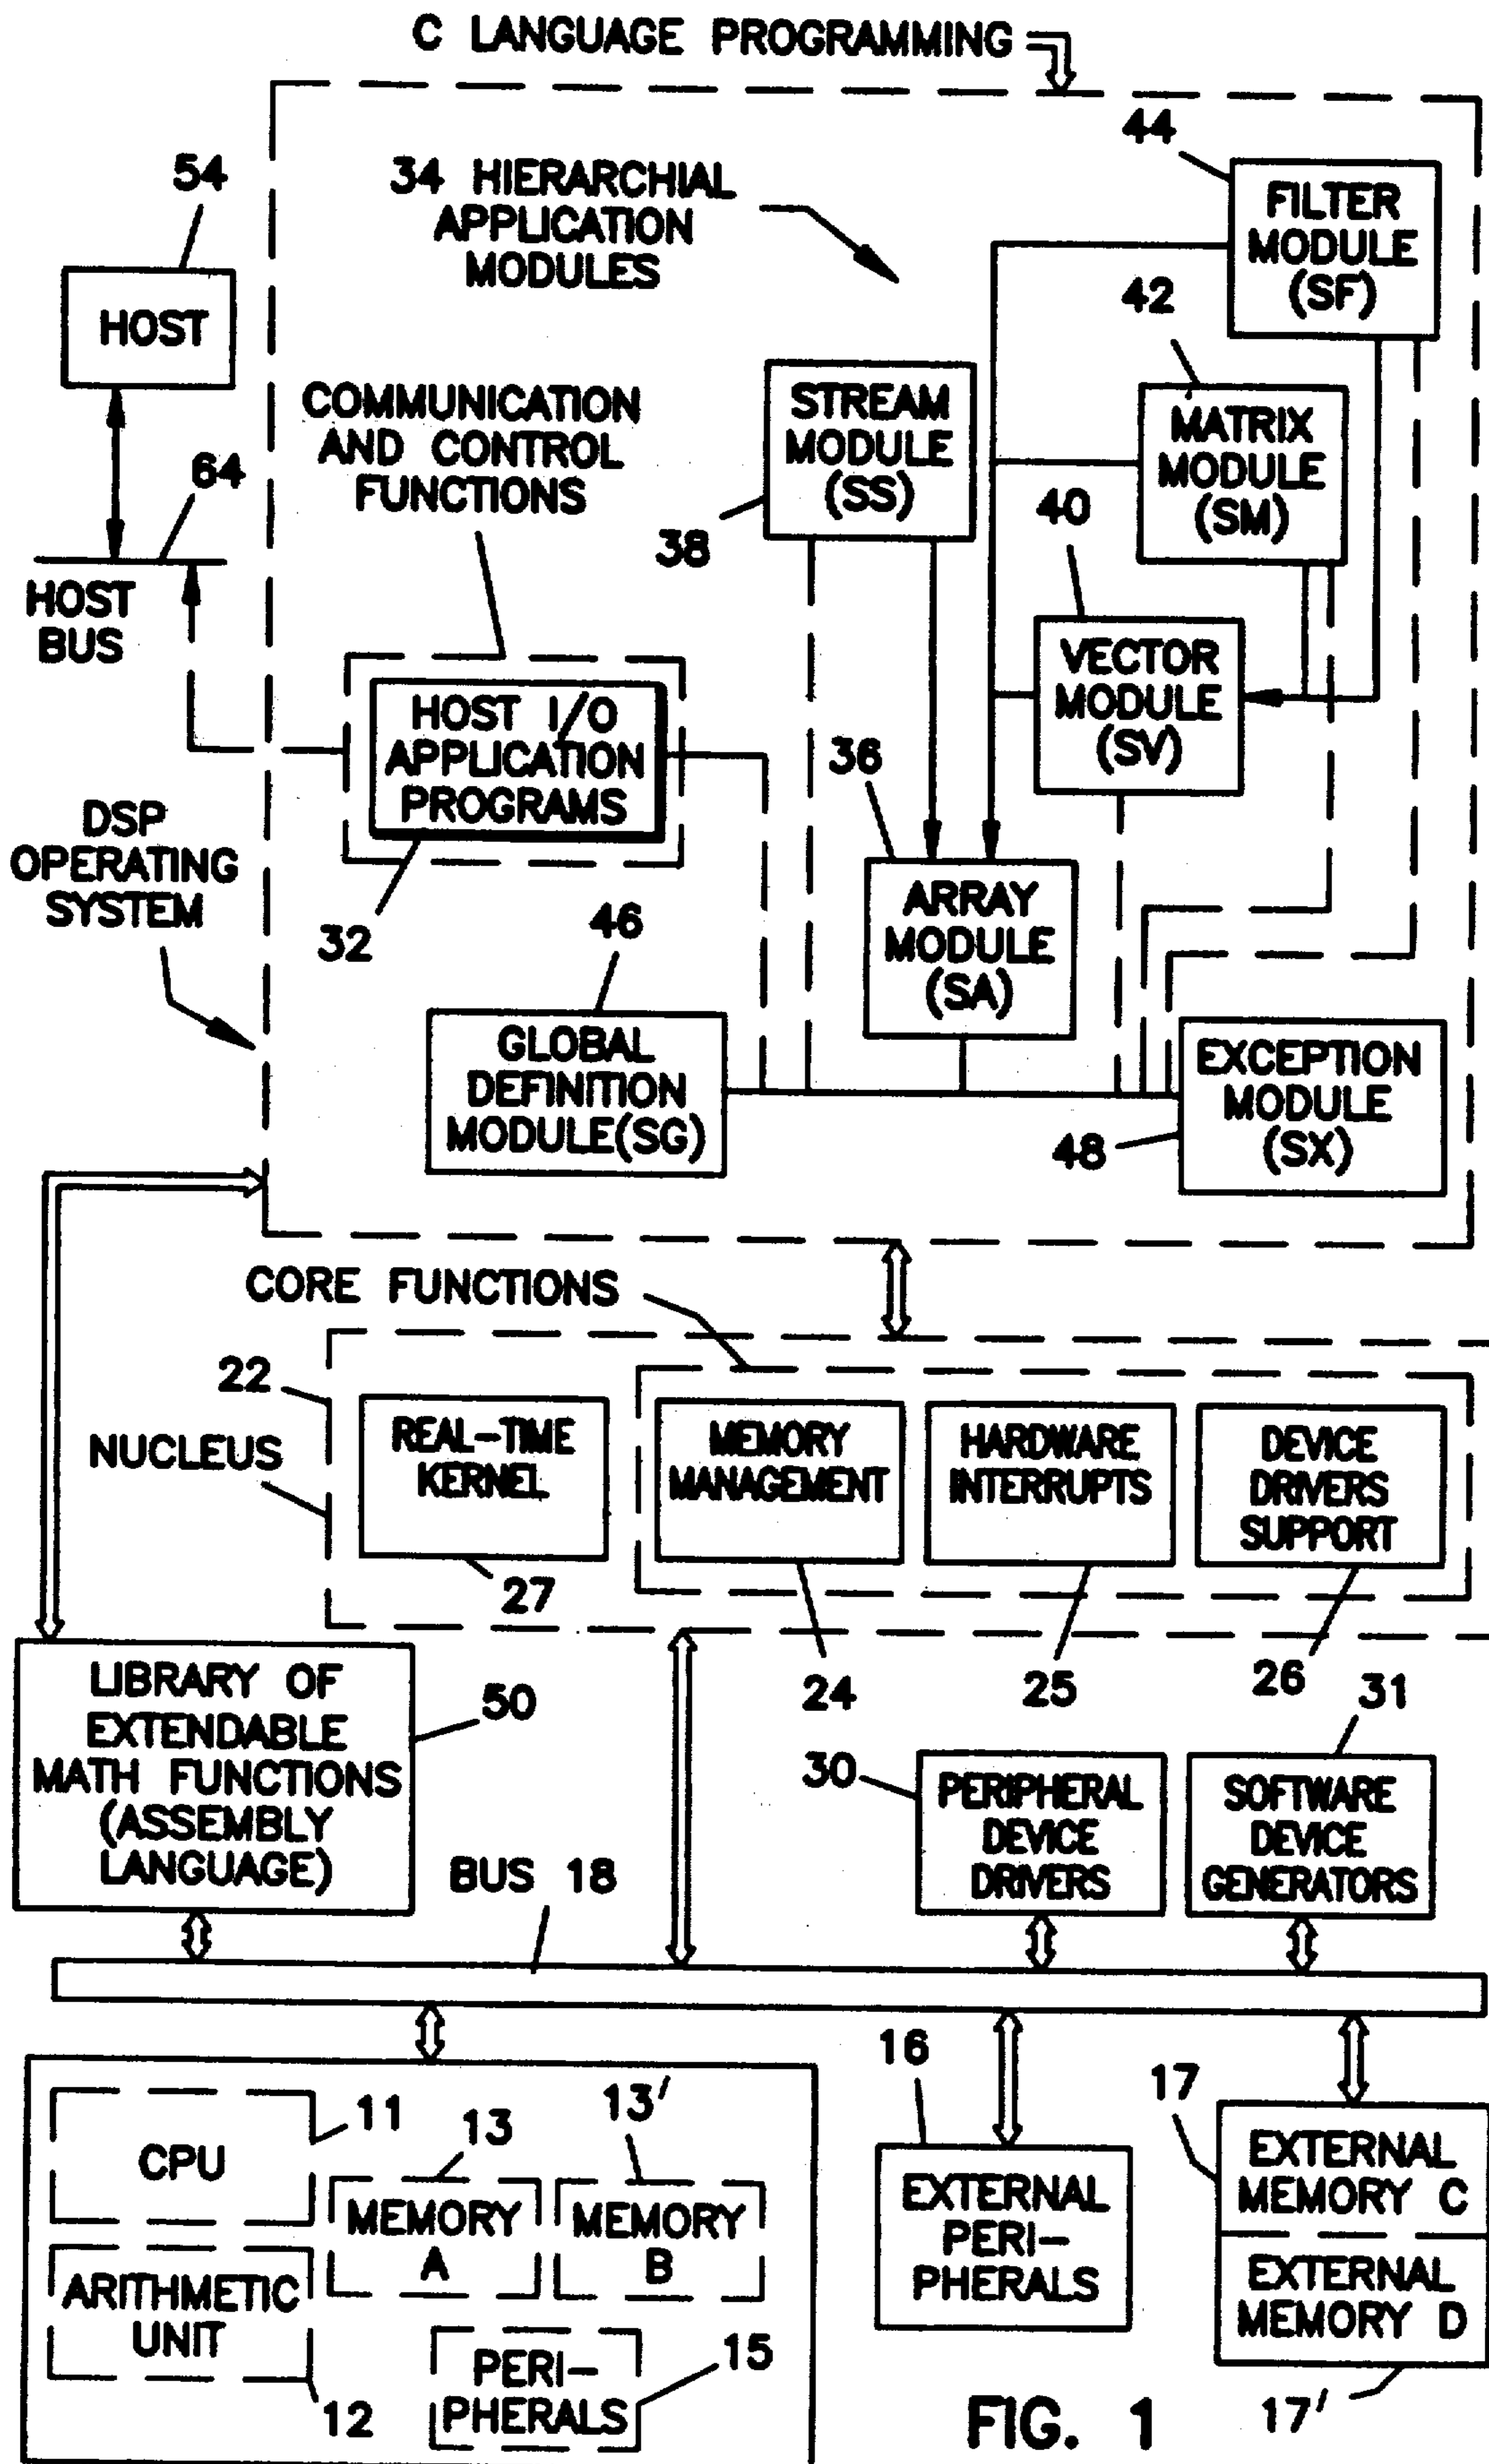 C LANGUAGE PROGRAMMING
44
54
34 HIERARCHIAL
APPLICATION
MODULES
FILTER
MODULE
(SF)
HOST
42
COMMUNICATION
AND CONTROL
FUNCTIONS
STREAM
MODULE
(SS)
MATRIX
MODULE
(SM)
64
38
40
HOST
BUS
VECTOR
MODULE
(SV)
HOST I/O
APPLICATION
PROGRAMS
36
DSP
OPERATING
SYSTEM
32
46
ARRAY
MODULE
(SA)
GLOBAL
DEFINITION
MODULE(SG)
EXCEPTION
MODULE
(SX)
48
CORE FUNCTIONS
22
NUCLEUS
REAL-TIME
KERNEL
MEMORY
MANAGEMENT
HARDWARE
INTERRUPTS
DEVICE
DRIVERS
SUPPORT
27
24
25
26
31
LIBRARY OF
EXTENDABLE
MATH FUNCTIONS
(ASSEMBLY
LANGUAGE)
50
30
PERIPHERAL
DEVICE
DRIVERS
SOFTWARE
DEVICE
GENERATORS
BUS 18
16
17
11
13
13'
CPU
MEMORY
A
MEMORY
B
EXTERNAL
PERI-
PHERALS
EXTERNAL
MEMORY C
EXTERNAL
MEMORY D
ARITHMETIC
UNIT
12
PERI-
PHERALS
15
FIG. 1
17'